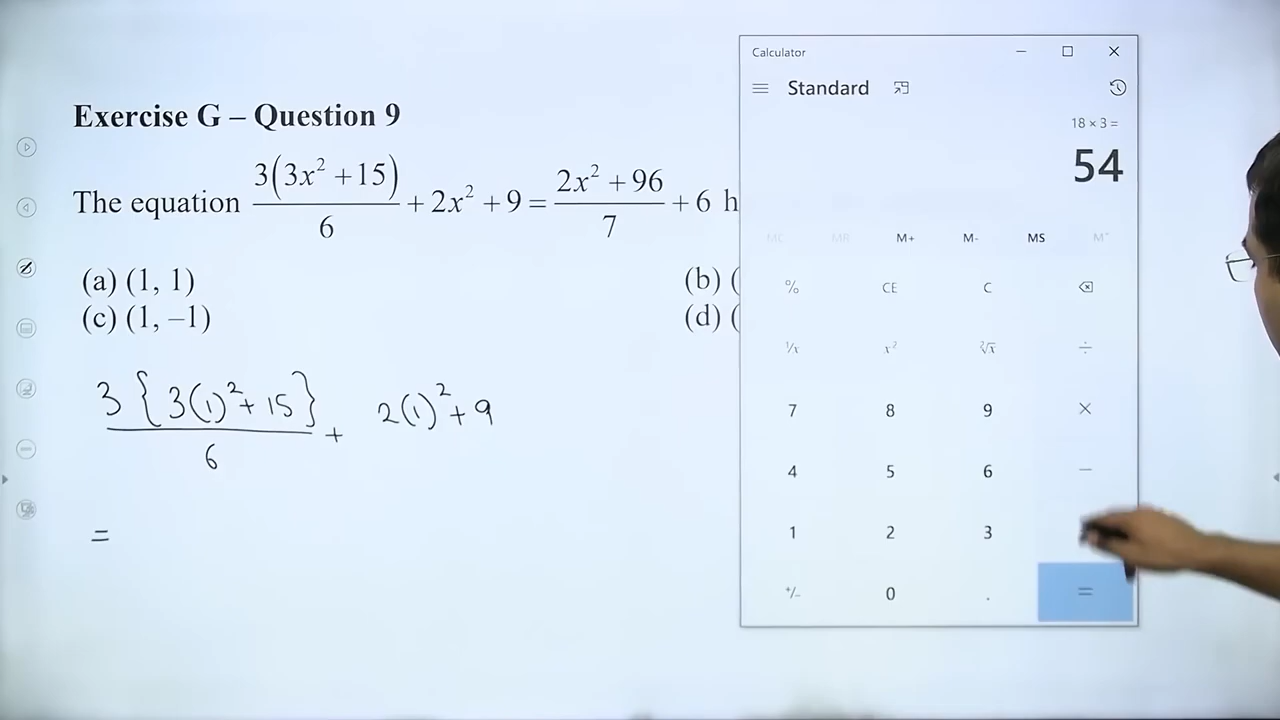 Exercise G – Question 9
The equation 3(3x² + 15)/6 + 2x² + 9 = 2x² + 96/7 + 6 h
(a) (1, 1)
(b) (
(c) (1, –1)
(d) (
3 { 3(1)² + 15 } / 6 + 2(1)² + 9
=
Calculator
Standard
18 × 3 =
54
MC MR M+ M- MS M˅
% CE C
¹/x x² ²√x ÷
7 8 9 ×
4 5 6 −
1 2 3
+/- 0 . =